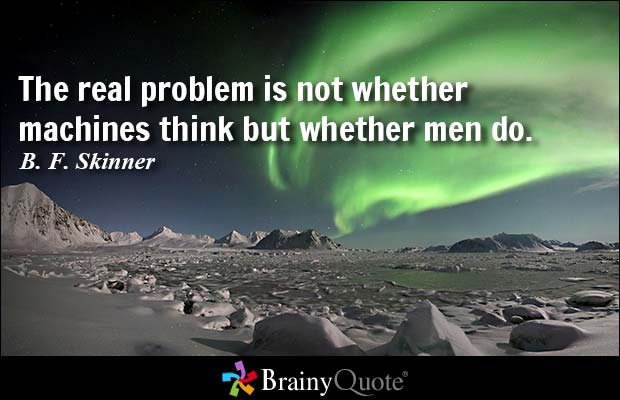 The real problem is not whether
machines think but whether men do.
B. F. Skinner
BrainyQuote®